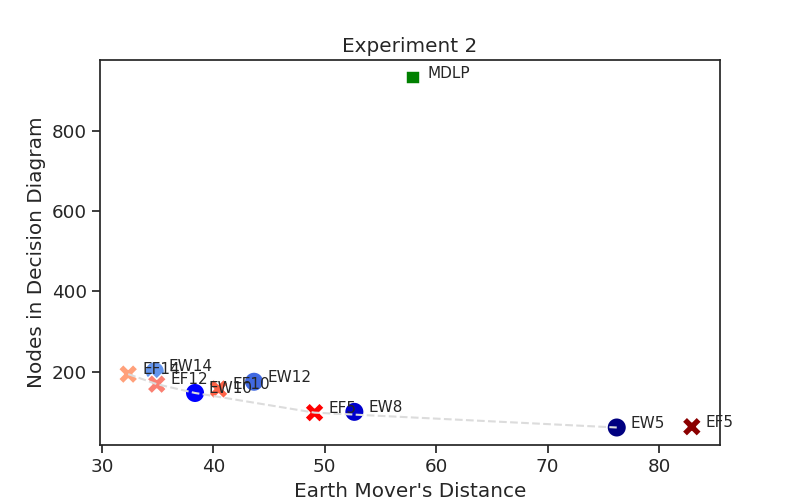 Experiment 2
Nodes in Decision Diagram
800
600
400
200
MDLP
EF14
EW14
EF12
EW10
EF10
EW12
EF5
EW8
EW5
EF5
30
40
50
60
70
80
Earth Mover's Distance